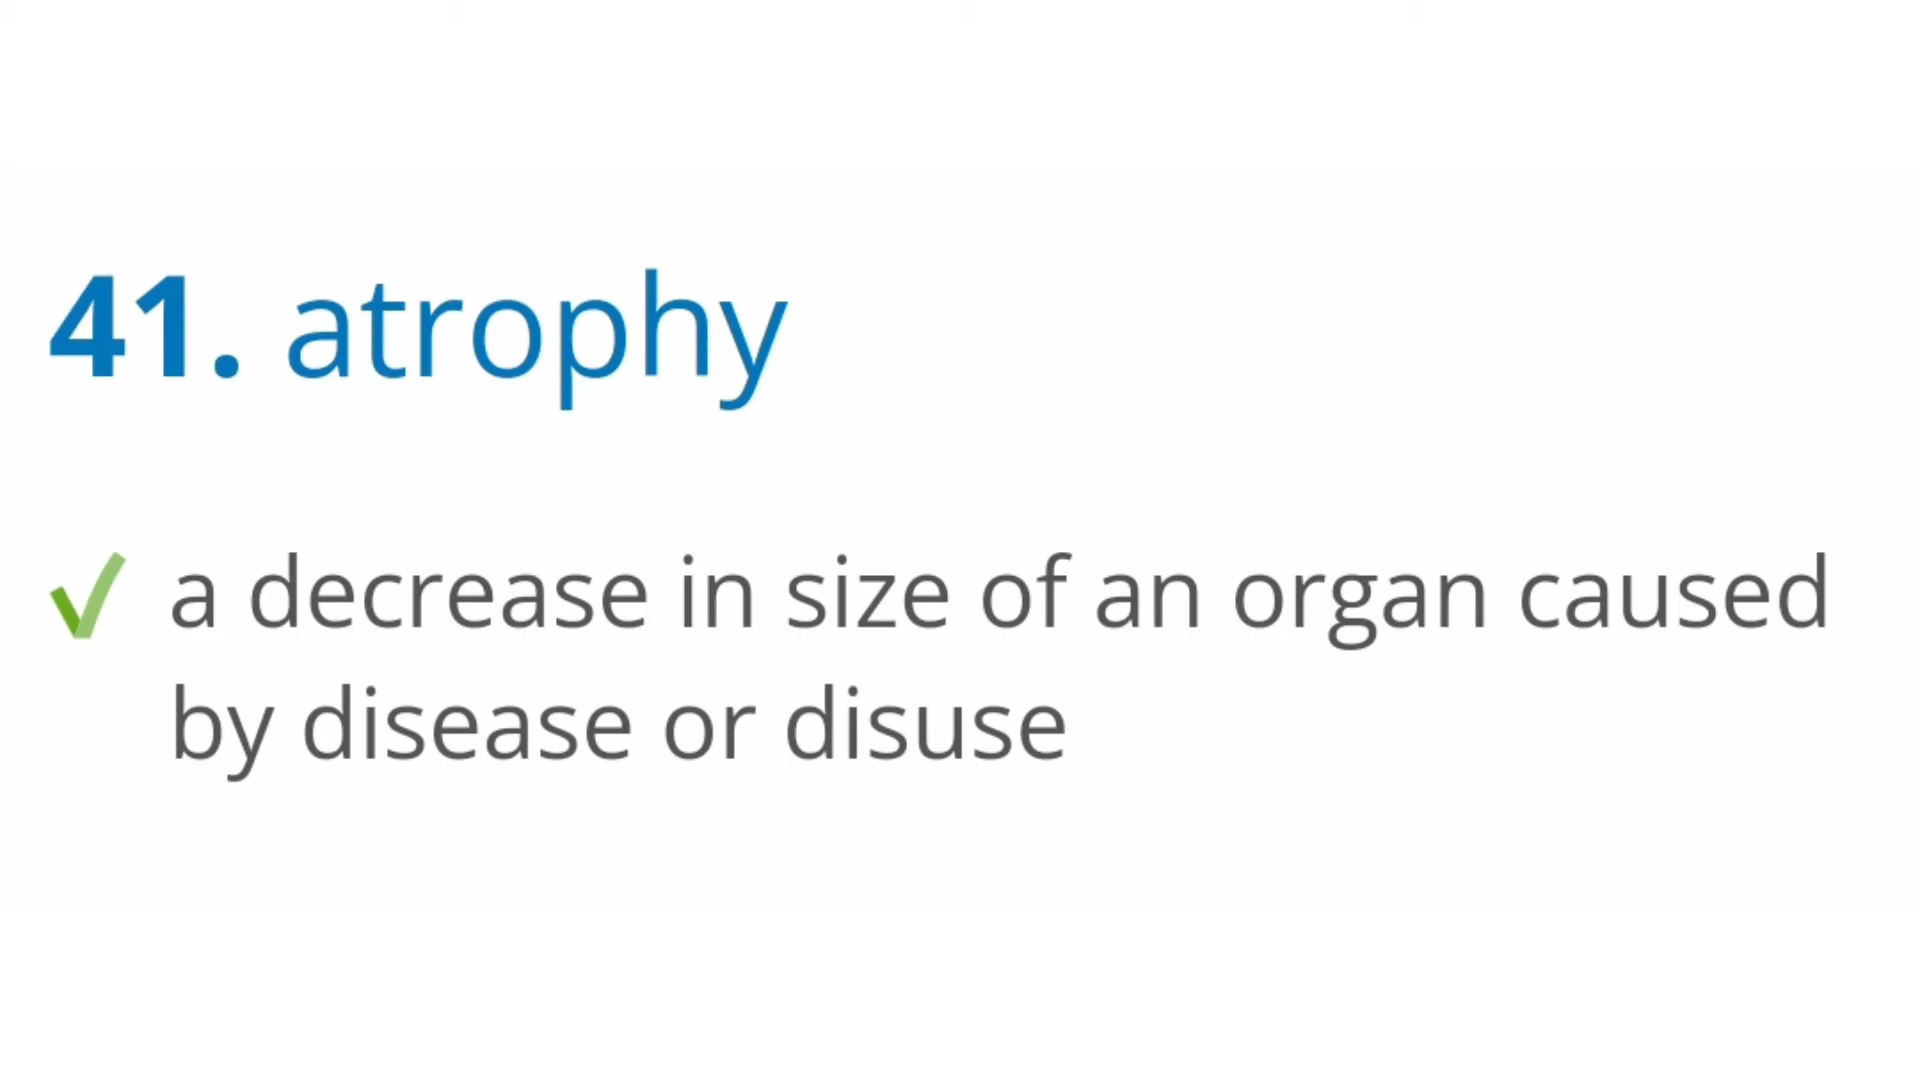 41. atrophy
✓ a decrease in size of an organ caused
by disease or disuse